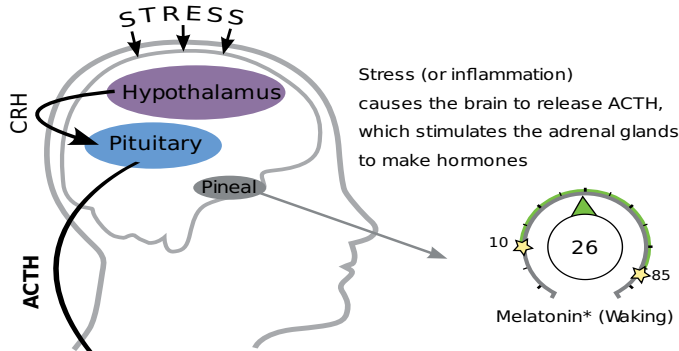 STRESS
Hypothalamus
CRH
Pituitary
Pineal
ACTH
Stress (or inflammation)
causes the brain to release ACTH,
which stimulates the adrenal glands
to make hormones
10
26
85
Melatonin* (Waking)